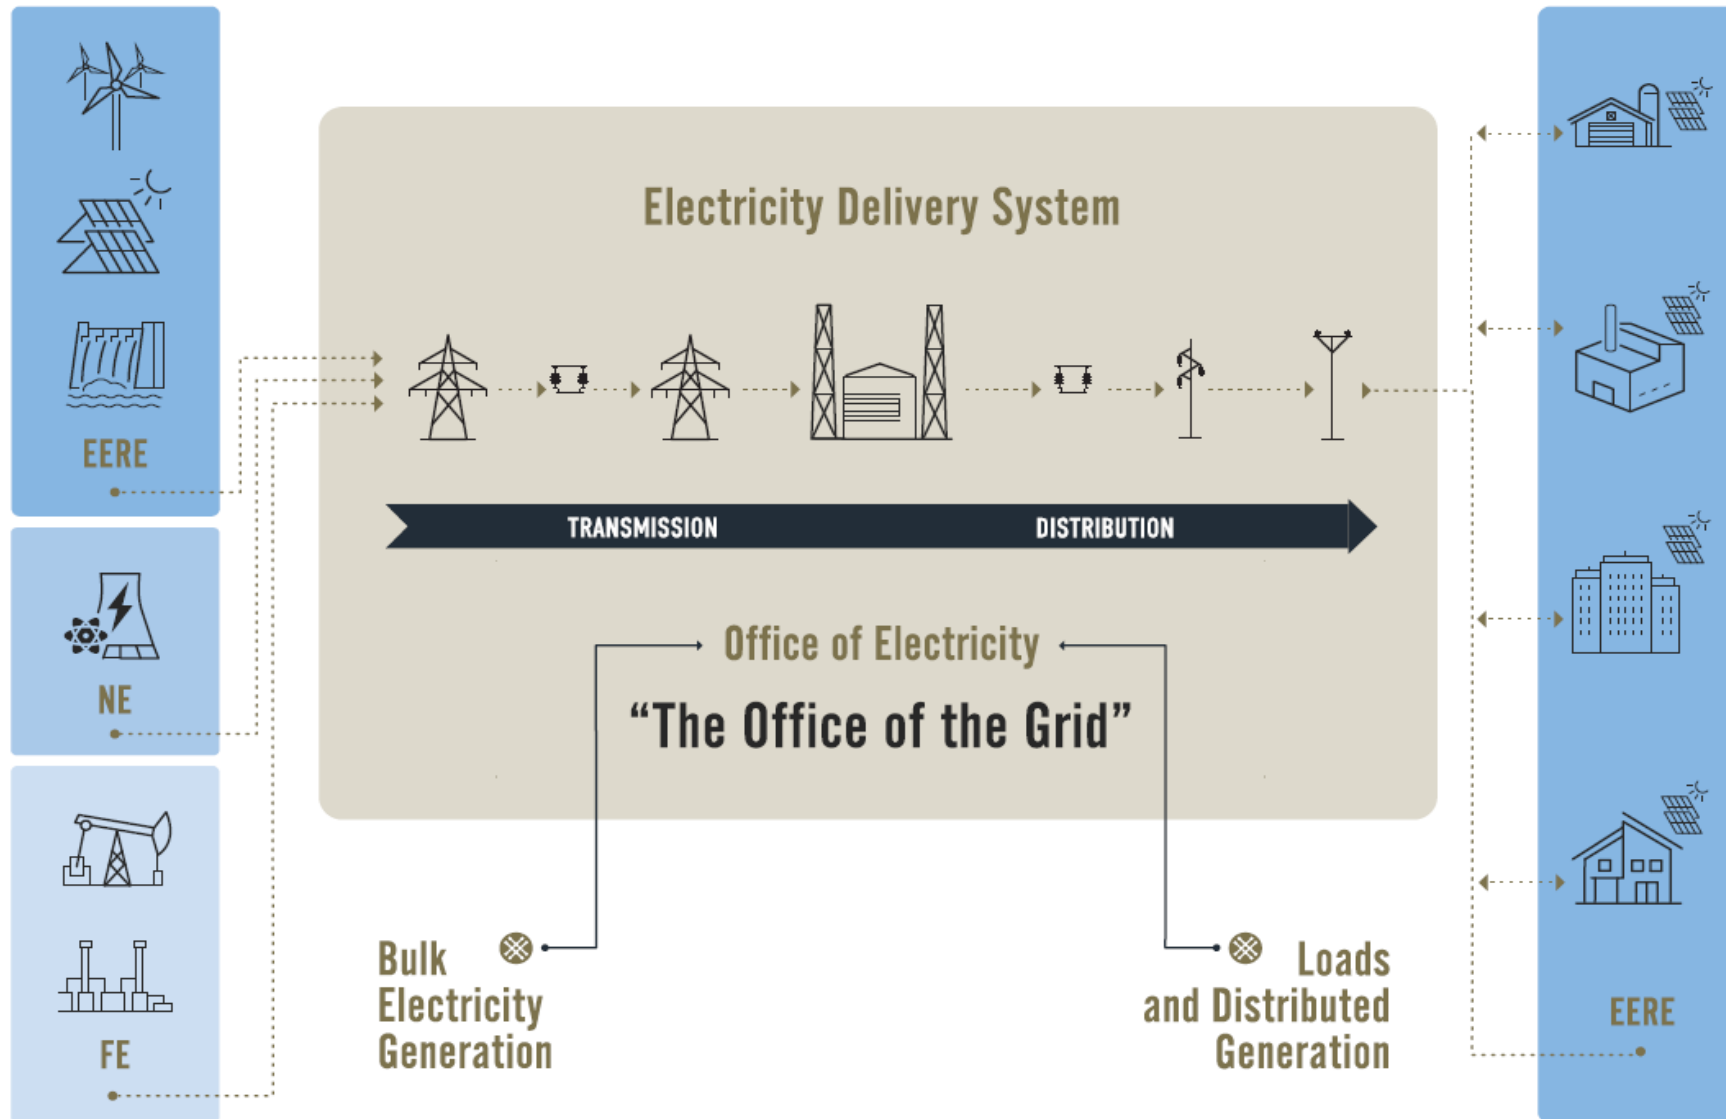 Electricity Delivery System
EERE
TRANSMISSION
DISTRIBUTION
NE
Office of Electricity
“The Office of the Grid”
FE
Bulk
Electricity
Generation
Loads
and Distributed
Generation
EERE